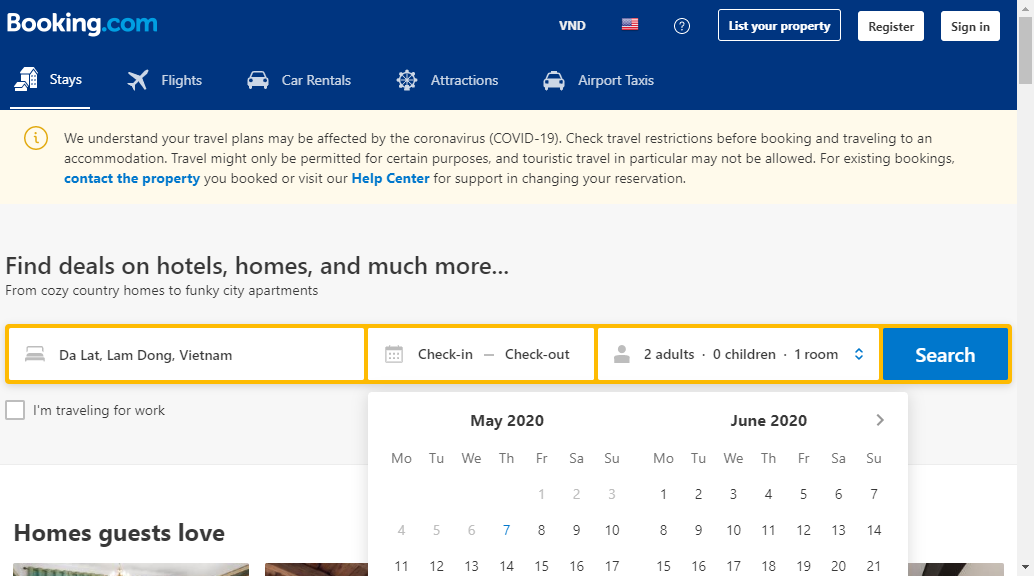 Booking.com
VND
List your property
Register
Sign in
Stays
Flights
Car Rentals
Attractions
Airport Taxis
We understand your travel plans may be affected by the coronavirus (COVID-19). Check travel restrictions before booking and traveling to an
accommodation. Travel might only be permitted for certain purposes, and touristic travel in particular may not be allowed. For existing bookings,
contact the property you booked or visit our Help Center for support in changing your reservation.
Find deals on hotels, homes, and much more...
From cozy country homes to funky city apartments
Da Lat, Lam Dong, Vietnam
Check-in — Check-out
2 adults · 0 children · 1 room
Search
I'm traveling for work
May 2020
Mo Tu We Th Fr Sa Su
1 2 3
4 5 6 7 8 9 10
11 12 13 14 15 16 17
June 2020
Mo Tu We Th Fr Sa Su
1 2 3 4 5 6 7
8 9 10 11 12 13 14
15 16 17 18 19 20 21
Homes guests love